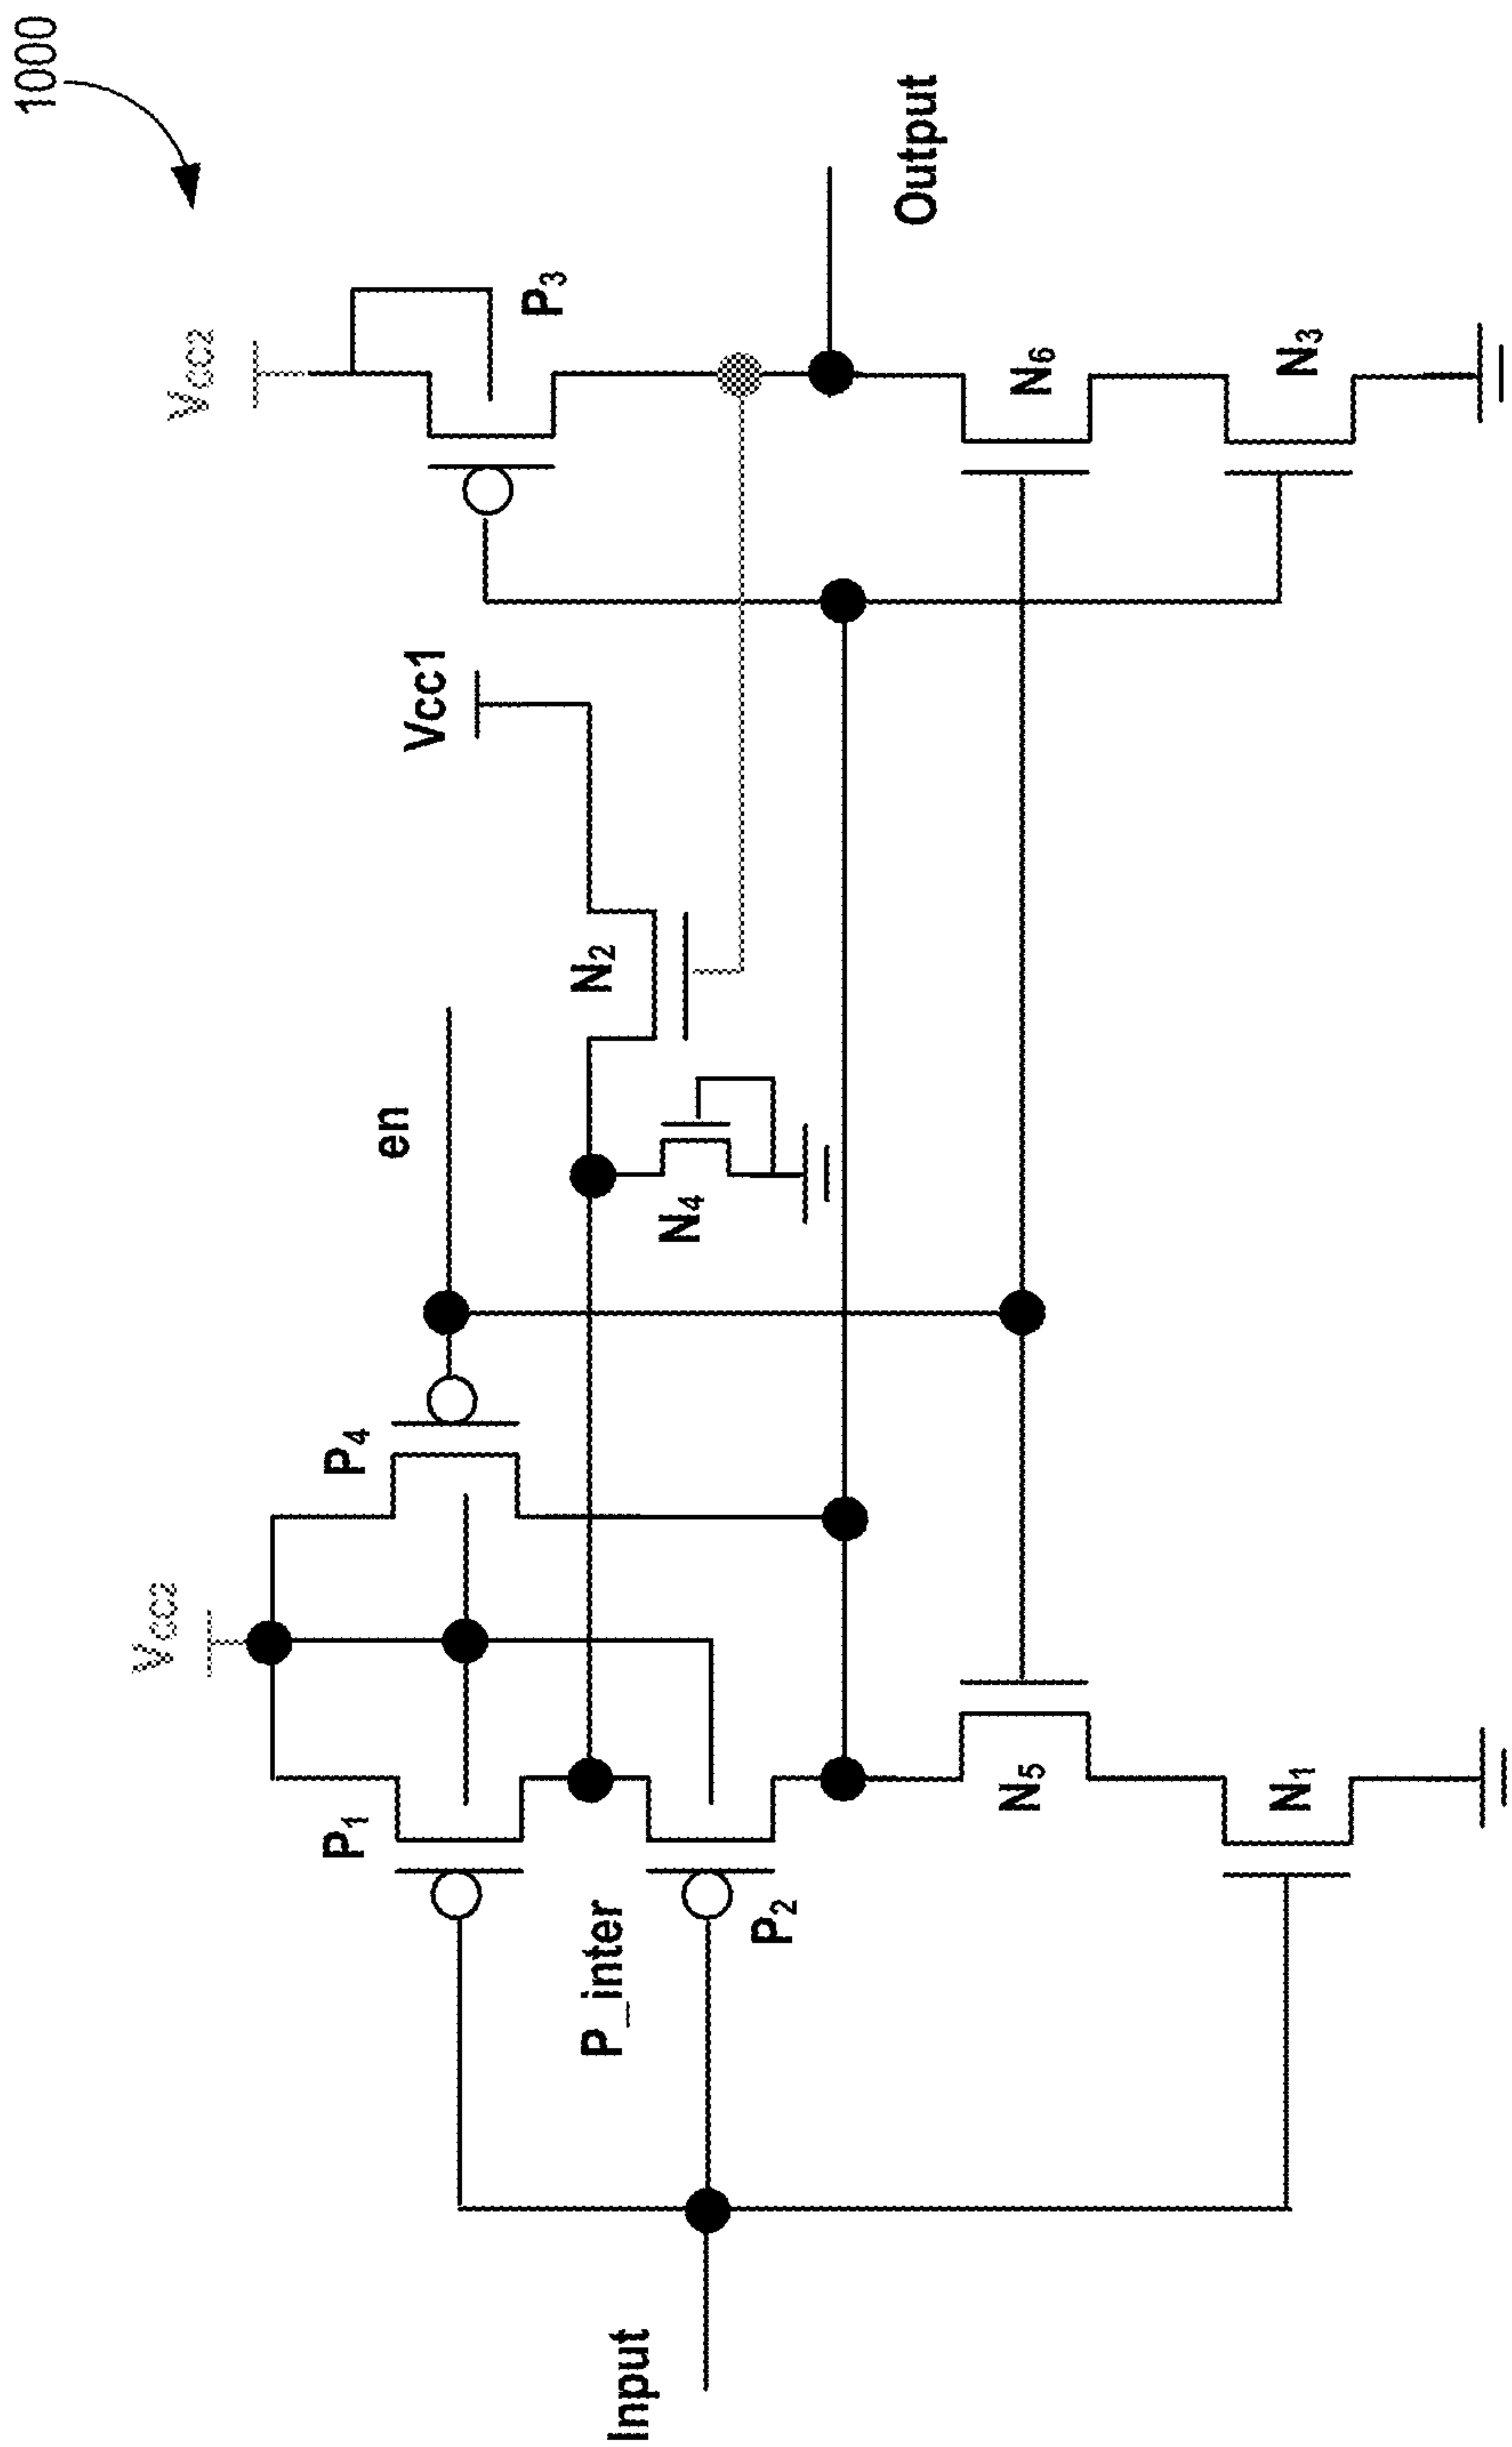 1000
Vcc2
P3
Output
N6
N3
Vcc1
N2
en
N4
P4
Vcc2
P1
P_inter
P2
N5
N1
Input